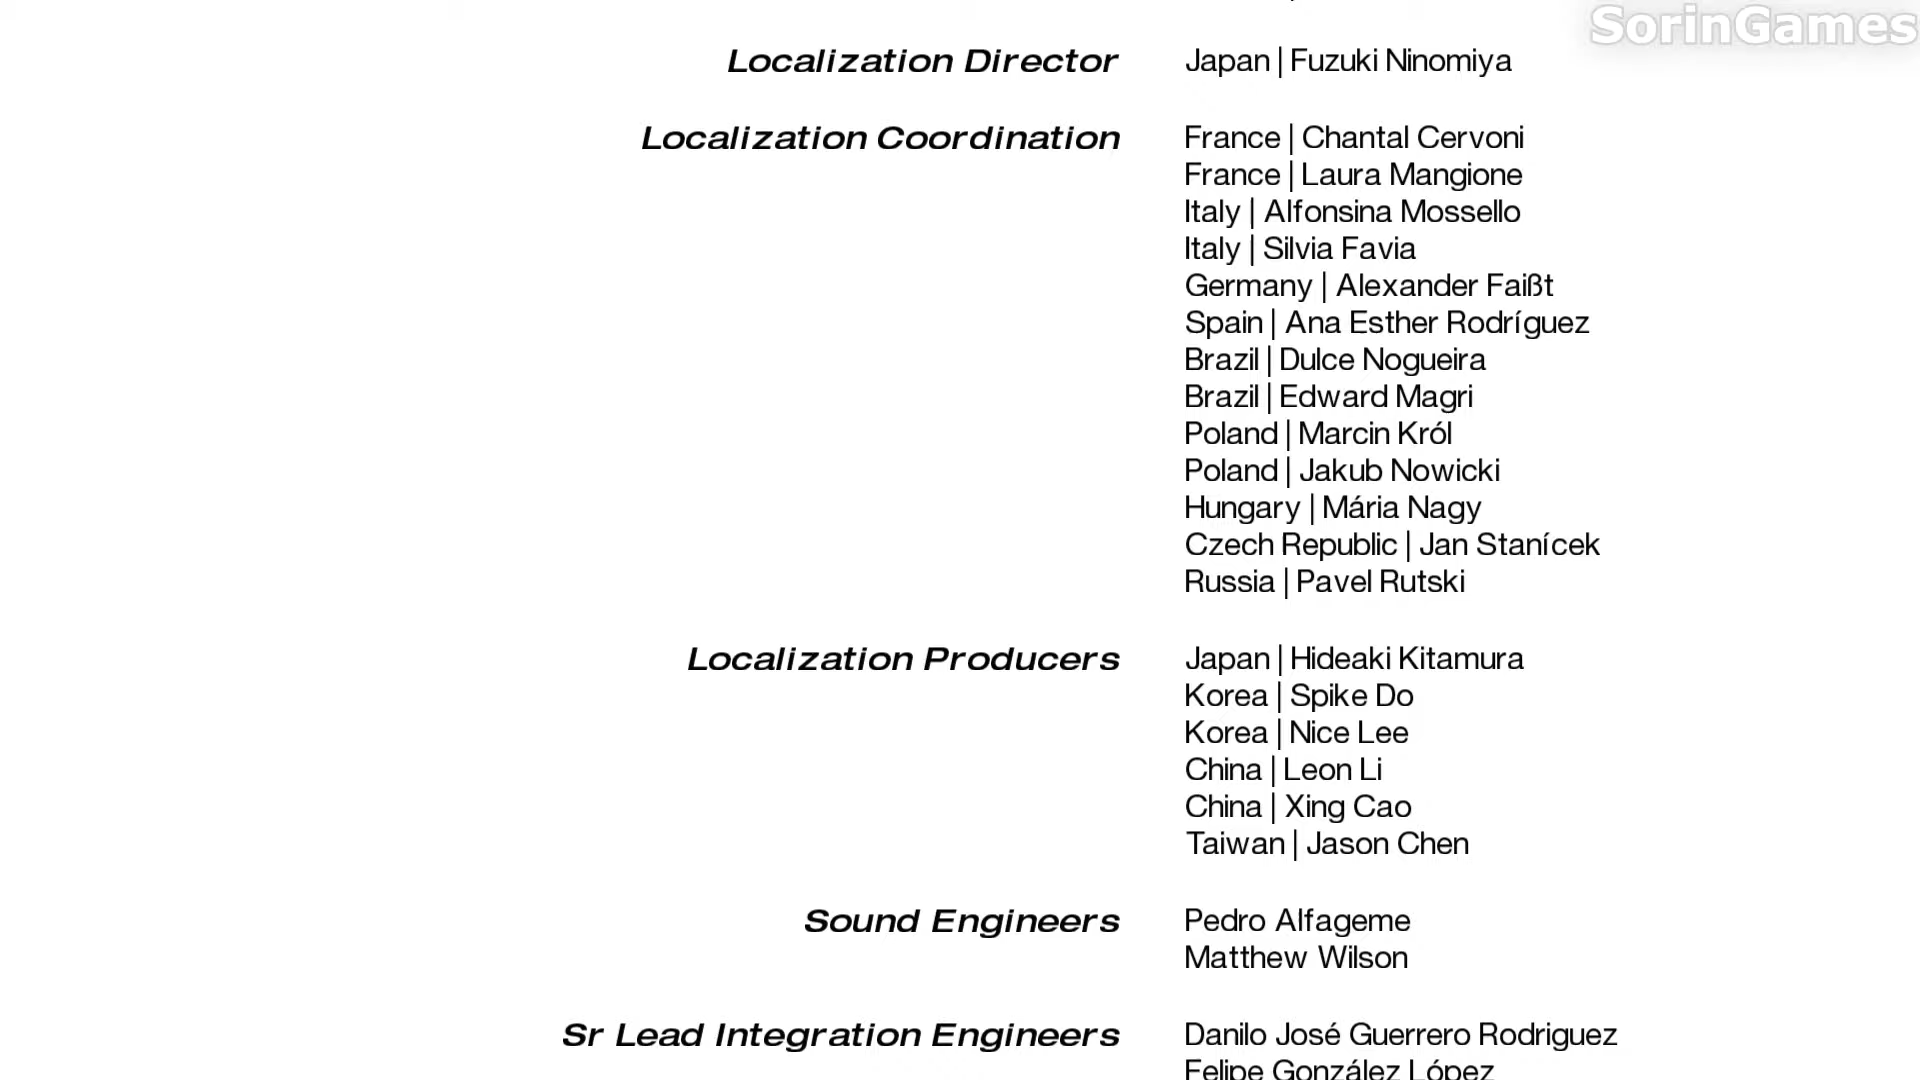 SorinGames
Localization Director Japan | Fuzuki Ninomiya
Localization Coordination France | Chantal Cervoni
France | Laura Mangione
Italy | Alfonsina Mossello
Italy | Silvia Favia
Germany | Alexander Faißt
Spain | Ana Esther Rodríguez
Brazil | Dulce Nogueira
Brazil | Edward Magri
Poland | Marcin Król
Poland | Jakub Nowicki
Hungary | Mária Nagy
Czech Republic | Jan Stanícek
Russia | Pavel Rutski
Localization Producers Japan | Hideaki Kitamura
Korea | Spike Do
Korea | Nice Lee
China | Leon Li
China | Xing Cao
Taiwan | Jason Chen
Sound Engineers Pedro Alfageme
Matthew Wilson
Sr Lead Integration Engineers Danilo José Guerrero Rodriguez
Felipe González López